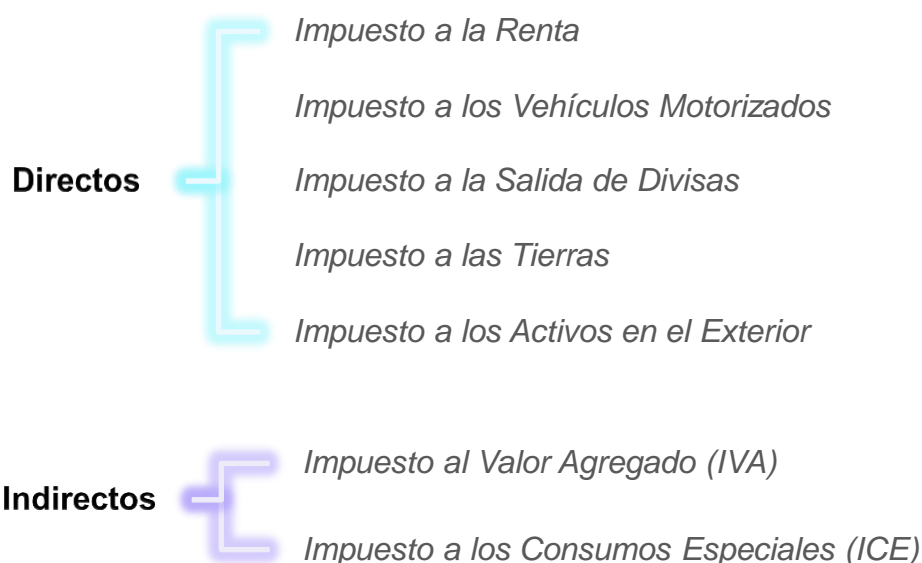 Impuesto a la Renta
Impuesto a los Vehículos Motorizados
Directos
Impuesto a la Salida de Divisas
Impuesto a las Tierras
Impuesto a los Activos en el Exterior
Impuesto al Valor Agregado (IVA)
Indirectos
Impuesto a los Consumos Especiales (ICE)